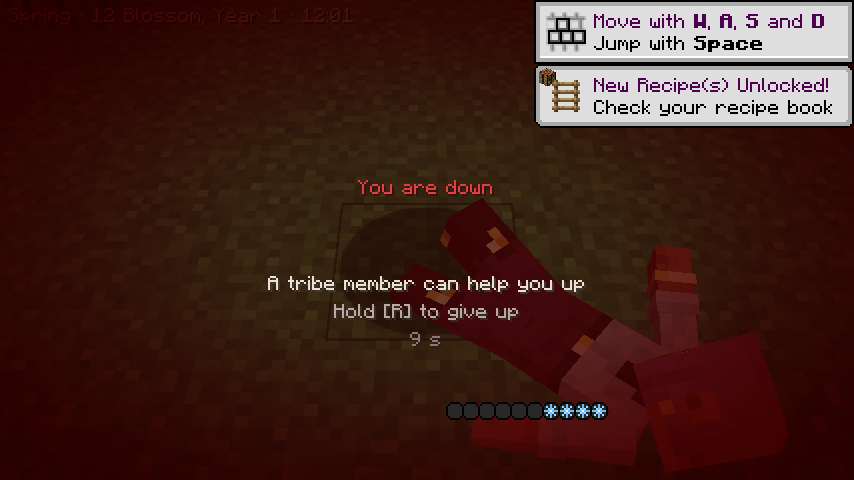 Spring · 12 Blossom, Year 1 · 12:01
Move with W, A, S and D
Jump with Space
New Recipe(s) Unlocked!
Check your recipe book
You are down
A tribe member can help you up
Hold [R] to give up
9 s